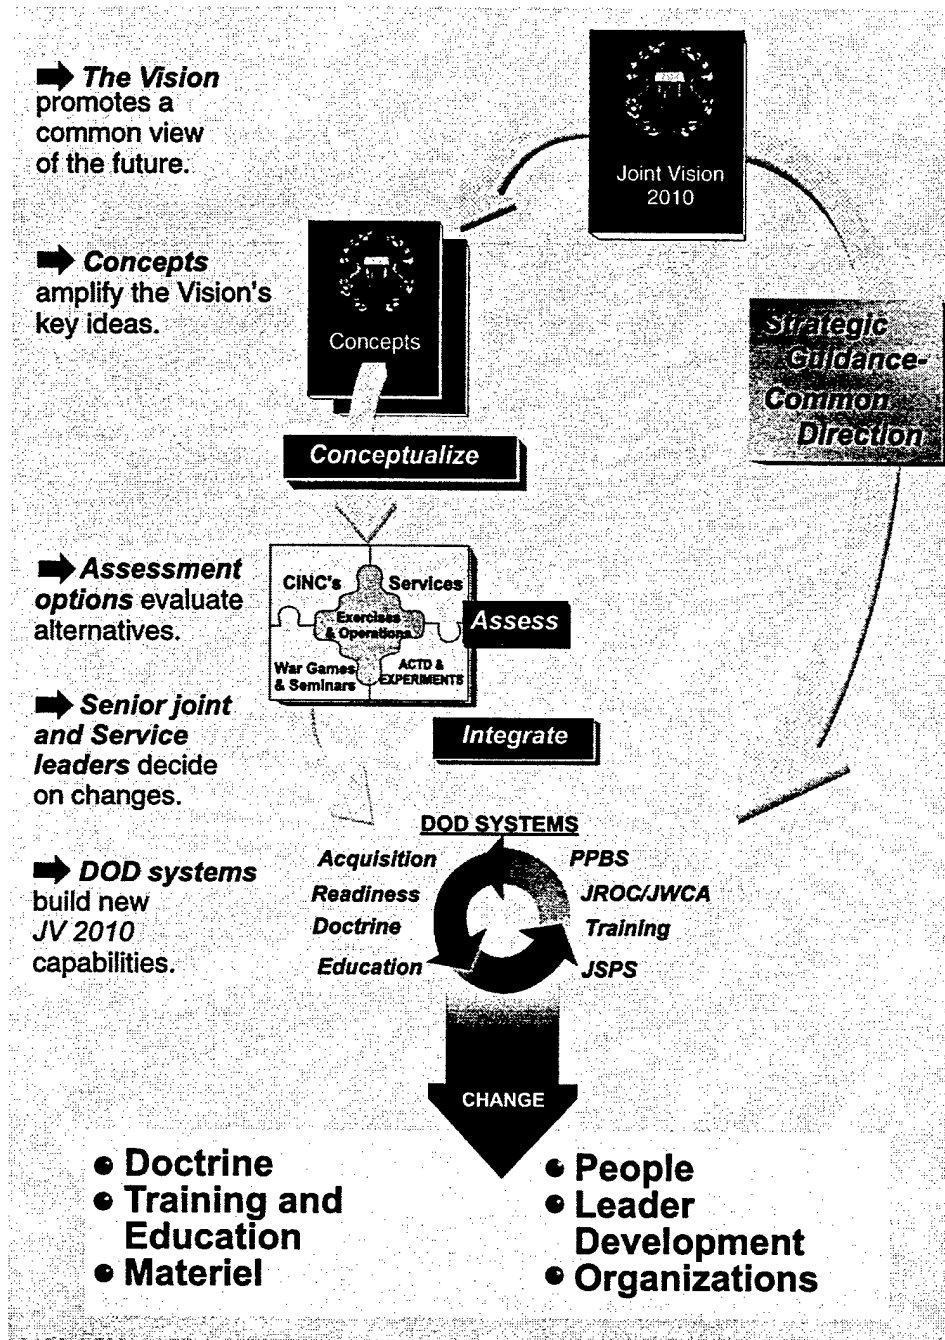 The Vision
promotes a
common view
of the future.
Joint Vision
2010
Concepts
amplify the Vision's
key ideas.
Concepts
Strategic
Guidance-
Common
Direction
Conceptualize
Assessment
options evaluate
alternatives.
CINC's
Services
Exercises
& Operations
War Games
& Seminars
ACTD &
EXPERIMENTS
Assess
Senior joint
and Service
leaders decide
on changes.
Integrate
DOD systems
build new
JV 2010
capabilities.
DOD SYSTEMS
Acquisition
Readiness
Doctrine
Education
PPBS
JROC/JWCA
Training
JSPS
CHANGE
Doctrine
Training and
Education
Materiel
People
Leader
Development
Organizations